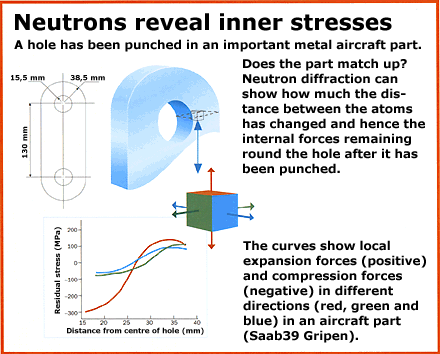 Neutrons reveal inner stresses
A hole has been punched in an important metal aircraft part.
15,5 mm
38,5 mm
130 mm
Does the part match up?
Neutron diffraction can
show how much the dis-
tance between the atoms
has changed and hence the
internal forces remaining
round the hole after it has
been punched.
Residual stress (MPa)
200
100
0
-100
-200
-300
15
20
25
30
35
40
Distance from centre of hole (mm)
The curves show local
expansion forces (positive)
and compression forces
(negative) in different
directions (red, green and
blue) in an aircraft part
(Saab39 Gripen).